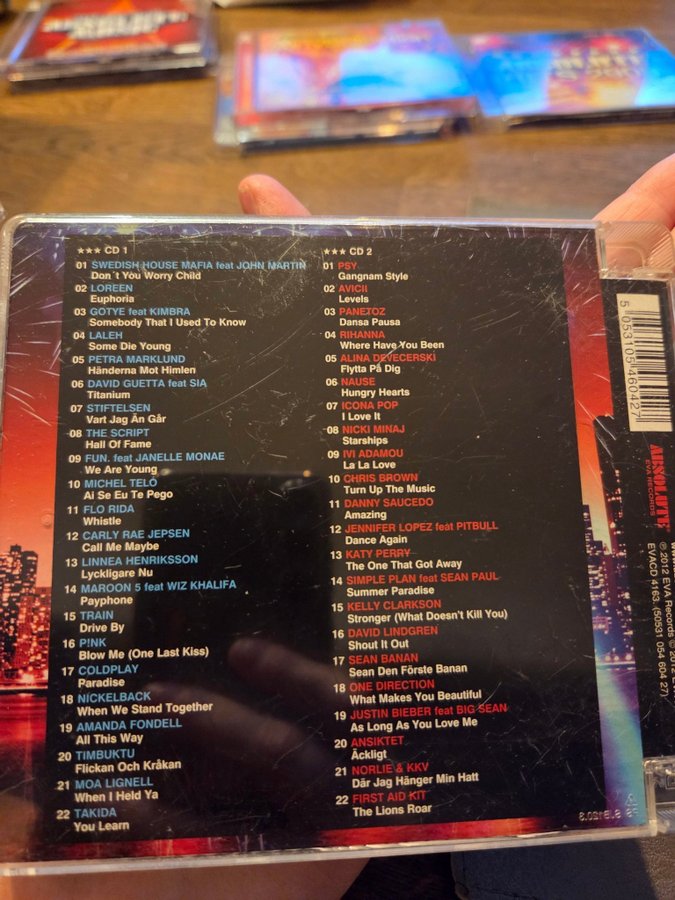 ★★★ CD 1
01 SWEDISH HOUSE MAFIA feat JOHN MARTIN
Don´t You Worry Child
02 LOREEN
Euphoria
03 GOTYE feat KIMBRA
Somebody That I Used To Know
04 LALEH
Some Die Young
05 PETRA MARKLUND
Händerna Mot Himlen
06 DAVID GUETTA feat SIA
Titanium
07 STIFTELSEN
Vart Jag Än Går
08 THE SCRIPT
Hall Of Fame
09 FUN. feat JANELLE MONAE
We Are Young
10 MICHEL TELÓ
Ai Se Eu Te Pego
11 FLO RIDA
Whistle
12 CARLY RAE JEPSEN
Call Me Maybe
13 LINNEA HENRIKSSON
Lyckligare Nu
14 MAROON 5 feat WIZ KHALIFA
Payphone
15 TRAIN
Drive By
16 P!NK
Blow Me (One Last Kiss)
17 COLDPLAY
Paradise
18 NICKELBACK
When We Stand Together
19 AMANDA FONDELL
All This Way
20 TIMBUKTU
Flickan Och Kråkan
21 MOA LIGNELL
When I Held Ya
22 TAKIDA
You Learn
★★★ CD 2
01 PSY
Gangnam Style
02 AVICII
Levels
03 PANETOZ
Dansa Pausa
04 RIHANNA
Where Have You Been
05 ALINA DEVECERSKI
Flytta På Dig
06 NAUSE
Hungry Hearts
07 ICONA POP
I Love It
08 NICKI MINAJ
Starships
09 IVI ADAMOU
La La Love
10 CHRIS BROWN
Turn Up The Music
11 DANNY SAUCEDO
Amazing
12 JENNIFER LOPEZ feat PITBULL
Dance Again
13 KATY PERRY
The One That Got Away
14 SIMPLE PLAN feat SEAN PAUL
Summer Paradise
15 KELLY CLARKSON
Stronger (What Doesn't Kill You)
16 DAVID LINDGREN
Shout It Out
17 SEAN BANAN
Sean Den Förste Banan
18 ONE DIRECTION
What Makes You Beautiful
19 JUSTIN BIEBER feat BIG SEAN
As Long As You Love Me
20 ANSIKTET
Äckligt
21 NORLIE & KKV
Där Jag Hänger Min Hatt
22 FIRST AID KIT
The Lions Roar
5 053105 460427
ABSOLUTE
EVA RECORDS
℗ 2012 EVA Records
EVACD 4163. (50531 054 604 27)